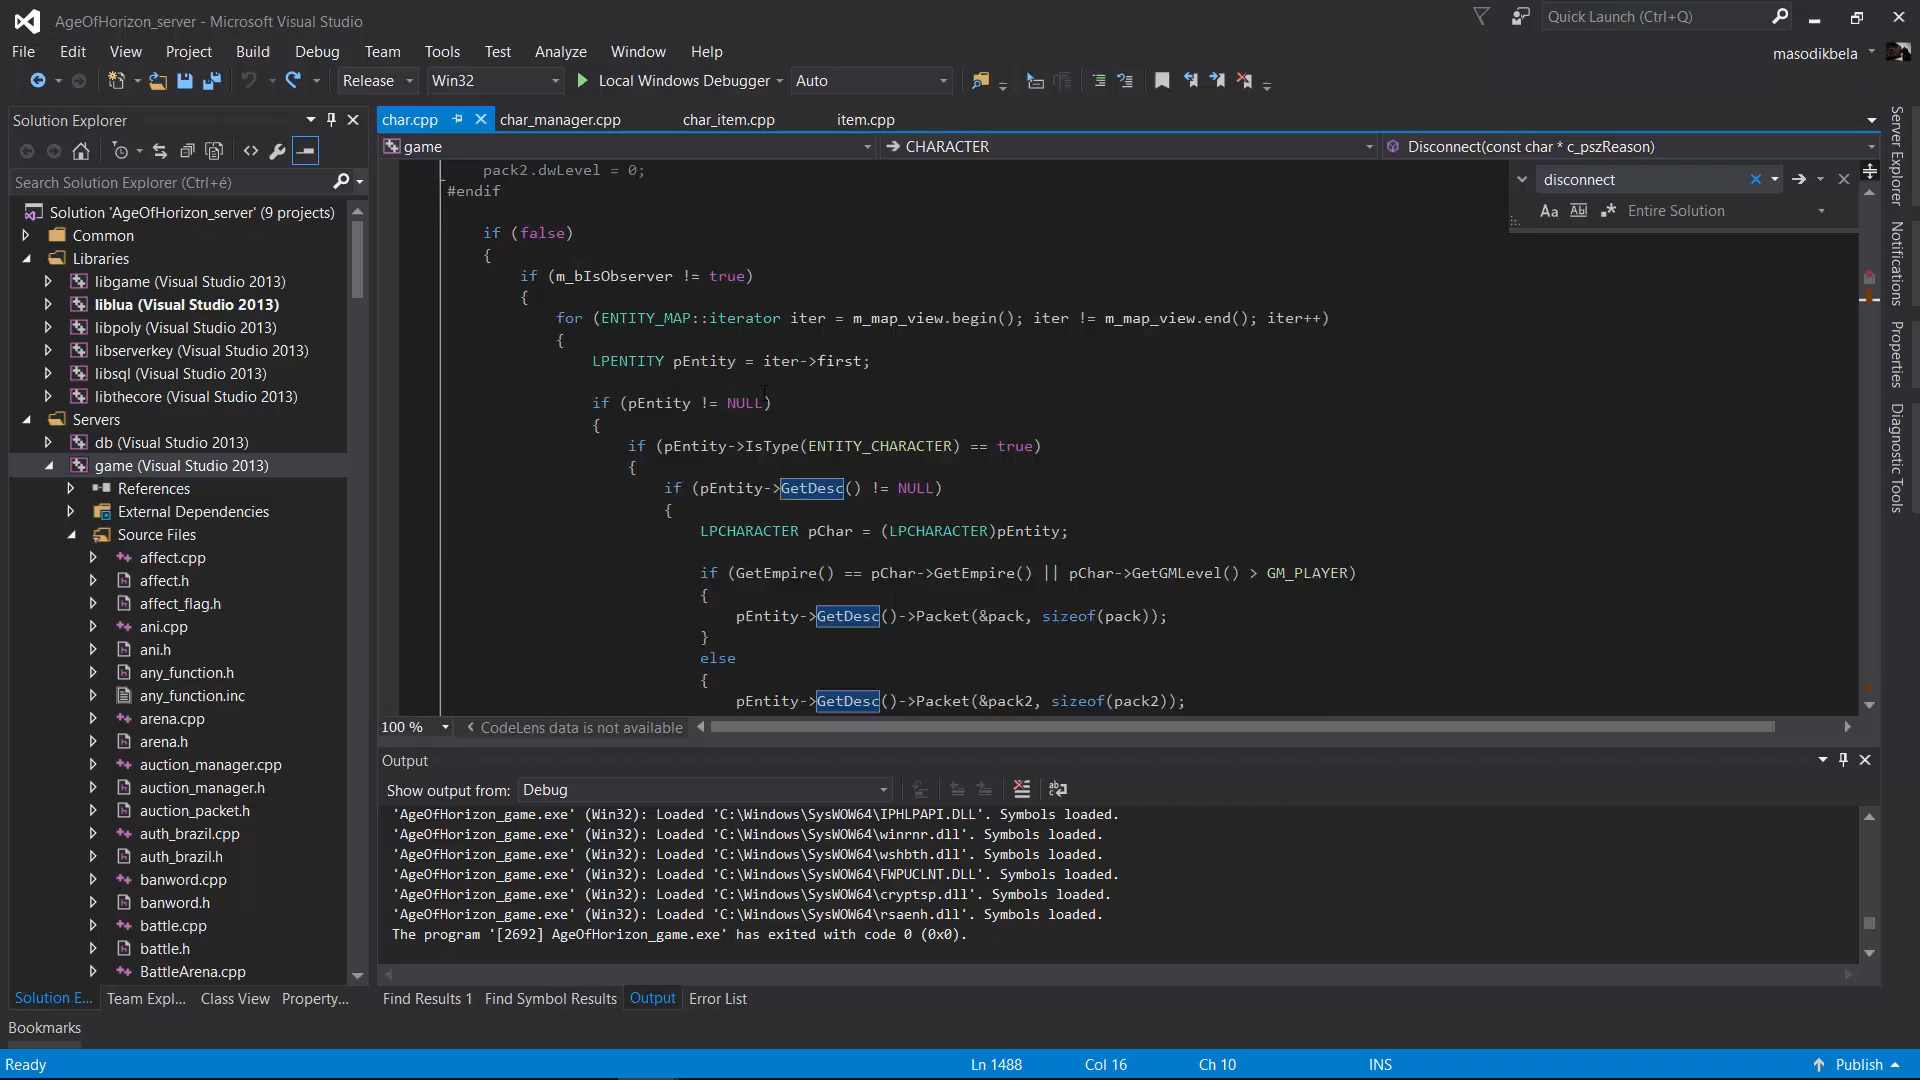 AgeOfHorizon_server - Microsoft Visual Studio
Quick Launch (Ctrl+Q)
File Edit View Project Build Debug Team Tools Test Analyze Window Help
masodikbela
Release Win32 Local Windows Debugger Auto
Solution Explorer
Search Solution Explorer (Ctrl+é)
Solution 'AgeOfHorizon_server' (9 projects)
Common
Libraries
libgame (Visual Studio 2013)
liblua (Visual Studio 2013)
libpoly (Visual Studio 2013)
libserverkey (Visual Studio 2013)
libsql (Visual Studio 2013)
libthecore (Visual Studio 2013)
Servers
db (Visual Studio 2013)
game (Visual Studio 2013)
References
External Dependencies
Source Files
affect.cpp
affect.h
affect_flag.h
ani.cpp
ani.h
any_function.h
any_function.inc
arena.cpp
arena.h
auction_manager.cpp
auction_manager.h
auction_packet.h
auth_brazil.cpp
auth_brazil.h
banword.cpp
banword.h
battle.cpp
battle.h
BattleArena.cpp
Solution E... Team Expl... Class View Property...
Bookmarks
char.cpp char_manager.cpp char_item.cpp item.cpp
game CHARACTER Disconnect(const char * c_pszReason)
disconnect
Aa Ab Entire Solution
pack2.dwLevel = 0;
#endif
if (false)
{
if (m_bIsObserver != true)
{
for (ENTITY_MAP::iterator iter = m_map_view.begin(); iter != m_map_view.end(); iter++)
{
LPENTITY pEntity = iter->first;
if (pEntity != NULL)
{
if (pEntity->IsType(ENTITY_CHARACTER) == true)
{
if (pEntity->GetDesc() != NULL)
{
LPCHARACTER pChar = (LPCHARACTER)pEntity;
if (GetEmpire() == pChar->GetEmpire() || pChar->GetGMLevel() > GM_PLAYER)
{
pEntity->GetDesc()->Packet(&pack, sizeof(pack));
}
else
{
pEntity->GetDesc()->Packet(&pack2, sizeof(pack2));
100 % CodeLens data is not available
Output
Show output from: Debug
'AgeOfHorizon_game.exe' (Win32): Loaded 'C:\Windows\SysWOW64\IPHLPAPI.DLL'. Symbols loaded.
'AgeOfHorizon_game.exe' (Win32): Loaded 'C:\Windows\SysWOW64\winrnr.dll'. Symbols loaded.
'AgeOfHorizon_game.exe' (Win32): Loaded 'C:\Windows\SysWOW64\wshbth.dll'. Symbols loaded.
'AgeOfHorizon_game.exe' (Win32): Loaded 'C:\Windows\SysWOW64\FWPUCLNT.DLL'. Symbols loaded.
'AgeOfHorizon_game.exe' (Win32): Loaded 'C:\Windows\SysWOW64\cryptsp.dll'. Symbols loaded.
'AgeOfHorizon_game.exe' (Win32): Loaded 'C:\Windows\SysWOW64\rsaenh.dll'. Symbols loaded.
The program '[2692] AgeOfHorizon_game.exe' has exited with code 0 (0x0).
Find Results 1 Find Symbol Results Output Error List
Server Explorer
Notifications
Properties
Diagnostic Tools
Ready Ln 1488 Col 16 Ch 10 INS Publish